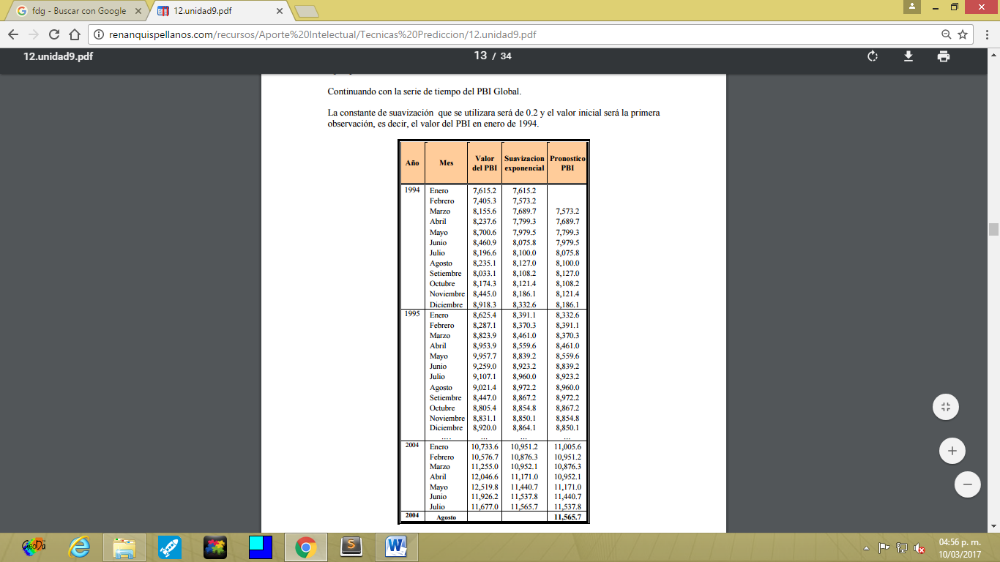 fdg - Buscar con Google
12.unidad9.pdf
renanquispellanos.com/recursos/Aporte%20Intelectual/Tecnicas%20Prediccion/12.unidad9.pdf
12.unidad9.pdf
13 / 34
Continuando con la serie de tiempo del PBI Global.
La constante de suavización que se utilizara será de 0.2 y el valor inicial será la primera
observación, es decir, el valor del PBI en enero de 1994.
Año Mes Valor del PBI Suavizacion exponencial Pronostico PBI
1994 Enero 7,615.2 7,615.2
Febrero 7,405.3 7,573.2
Marzo 8,155.6 7,689.7 7,573.2
Abril 8,237.6 7,799.3 7,689.7
Mayo 8,700.6 7,979.5 7,799.3
Junio 8,460.9 8,075.8 7,979.5
Julio 8,196.6 8,100.0 8,075.8
Agosto 8,235.1 8,127.0 8,100.0
Setiembre 8,033.1 8,108.2 8,127.0
Octubre 8,174.3 8,121.4 8,108.2
Noviembre 8,445.0 8,186.1 8,121.4
Diciembre 8,918.3 8,332.6 8,186.1
1995 Enero 8,625.4 8,391.1 8,332.6
Febrero 8,287.1 8,370.3 8,391.1
Marzo 8,823.9 8,461.0 8,370.3
Abril 8,953.9 8,559.6 8,461.0
Mayo 9,957.7 8,839.2 8,559.6
Junio 9,259.0 8,923.2 8,839.2
Julio 9,107.1 8,960.0 8,923.2
Agosto 9,021.4 8,972.2 8,960.0
Setiembre 8,447.0 8,867.2 8,972.2
Octubre 8,805.4 8,854.8 8,867.2
Noviembre 8,831.1 8,850.1 8,854.8
Diciembre 8,920.0 8,864.1 8,850.1
.... ... ... ...
2004 Enero 10,733.6 10,951.2 11,005.6
Febrero 10,576.7 10,876.3 10,951.2
Marzo 11,255.0 10,952.1 10,876.3
Abril 12,046.6 11,171.0 10,952.1
Mayo 12,519.8 11,440.7 11,171.0
Junio 11,926.2 11,537.8 11,440.7
Julio 11,677.0 11,565.7 11,537.8
2004 Agosto 11,565.7
GeoDa
S
W
04:56 p. m.
10/03/2017